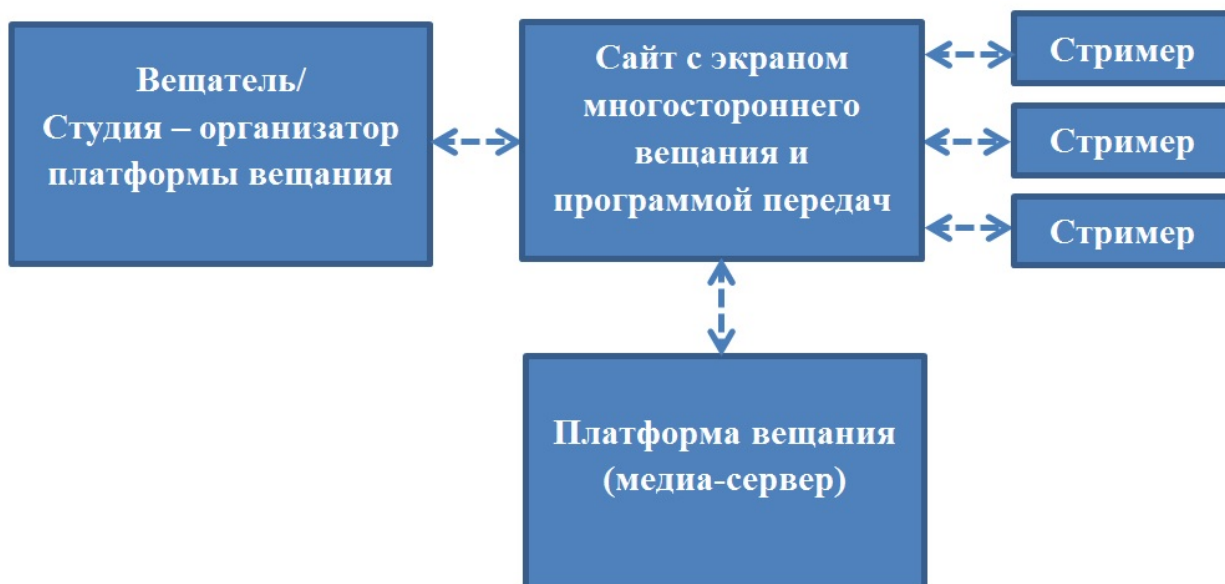 Вещатель/
Студия – организатор
платформы вещания
Сайт с экраном
многостороннего
вещания и
программой передач
Стример
Стример
Стример
Платформа вещания
(медиа-сервер)